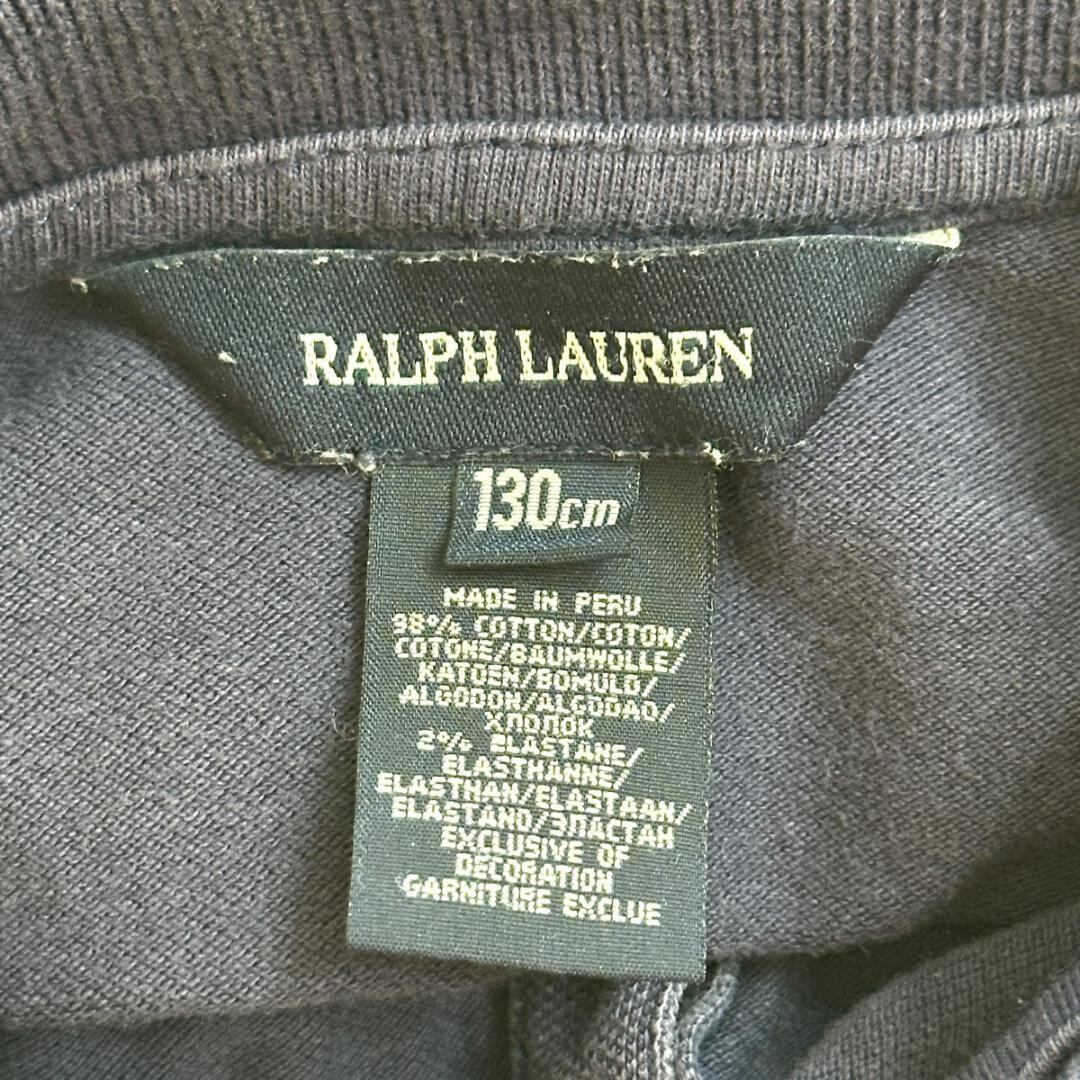 RALPH LAUREN
130cm
MADE IN PERU
98% COTTON/COTON/
COTONE/BAUMWOLLE/
KATOEN/BOMULD/
ALGODON/ALGODAO/
ХЛОПОК
2% ELASTANE/
ELASTHANNE/
ELASTHAN/ELASTAAN/
ELASTANO/ЭЛАСТАН
EXCLUSIVE OF
DECORATION
GARNITURE EXCLUE